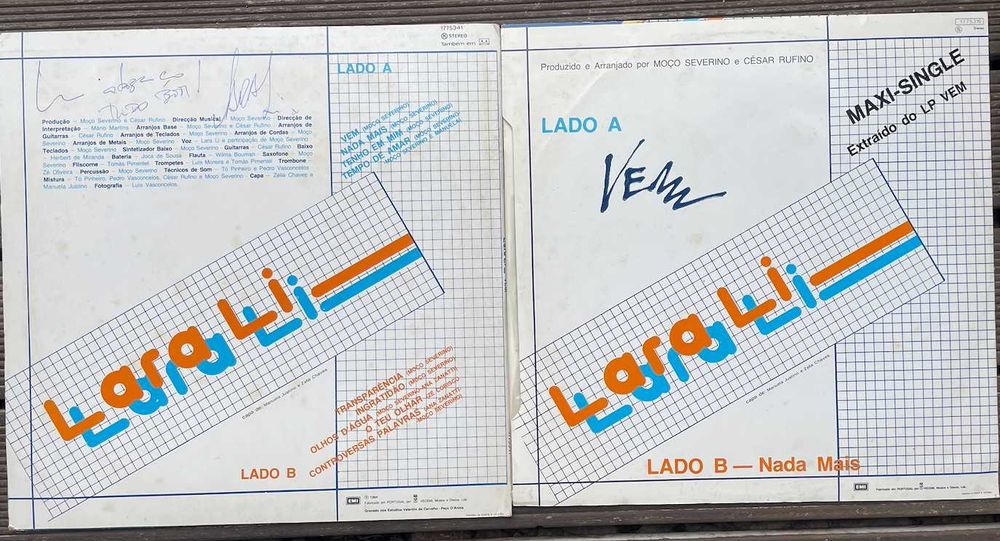 1775341
STEREO
Também em
LADO A
VEM (MOÇO SEVERINO)
NADA MAIS (MOÇO SEVERINO)
TENHO EM MIM (MOÇO SEVERINO)
DE AMAR
TEMPO DE
Produção – Moço Severino e César Rufino Direcção Musical – Moço Severino Direcção de
Interpretação – Mário Martins Arranjos Base – Moço Severino e César Rufino Arranjos de
Guitarras – César Rufino Arranjos de Teclados – Moço Severino Arranjos de Cordas – Moço
Severino Arranjos de Metais – Moço Severino Voz – Lara Li e participação de Moço Severino
Teclados – Moço Severino Sintetizador Baixo – Moço Severino Guitarras – César Rufino Baixo
– Herbert de Miranda Bateria – Joca de Sousa Flauta – Wilma Bouman Saxofone – Moço
Severino Fliscorne – Tomás Pimentel Trompetes – Luís Moreira e Tomás Pimentel Trombone –
Zé Oliveira Percussão – Moço Severino Técnicos de Som – Tó Pinheiro e Pedro Vasconcelos
Mistura – Tó Pinheiro, Pedro Vasconcelos, César Rufino e Moço Severino Capa – Zélia Chaves e
Manuela Justino Fotografia – Luís Vasconcelos
Lara Li
capa de: Manuela Justino e Zélia Chaves
TRANSPARÊNCIA (MOÇO SEVERINO)
INGRATIDÃO (MOÇO SEVERINO)
OLHOS D'ÁGUA (MOÇO SEVERINO-ANA ZANATTI)
O TEU OLHAR
CONTROVERSAS PALAVRAS
MOÇO SEVERINO)
LADO B
EMI
Produzido e Arranjado por MOÇO SEVERINO e CÉSAR RUFINO
Stereo
LADO A
VEM
MAXI-SINGLE
Extraído do LP VEM
Lara Li
capa de: Manuela Justino e Zélia Chaves
LADO B — Nada Mais
EMI